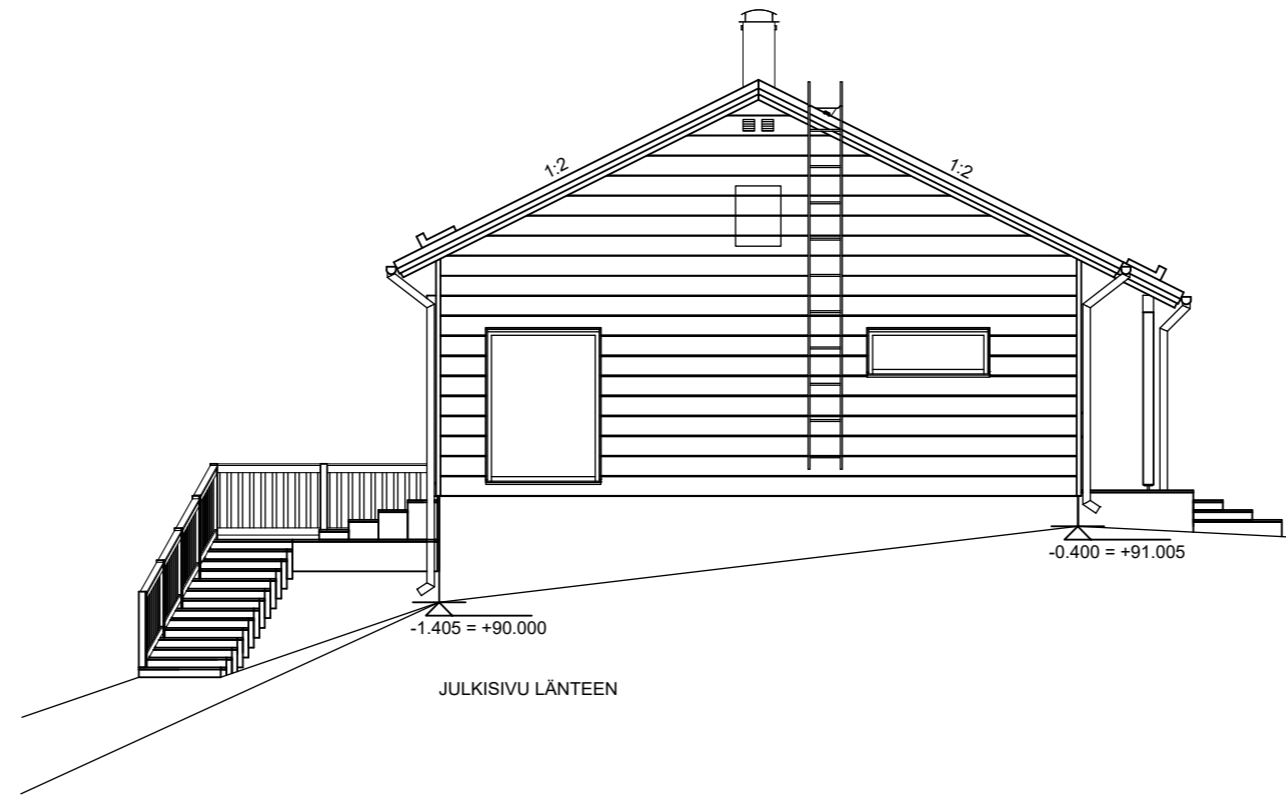 1:2
1:2
-0.400 = +91.005
-1.405 = +90.000
JULKISIVU LÄNTEEN